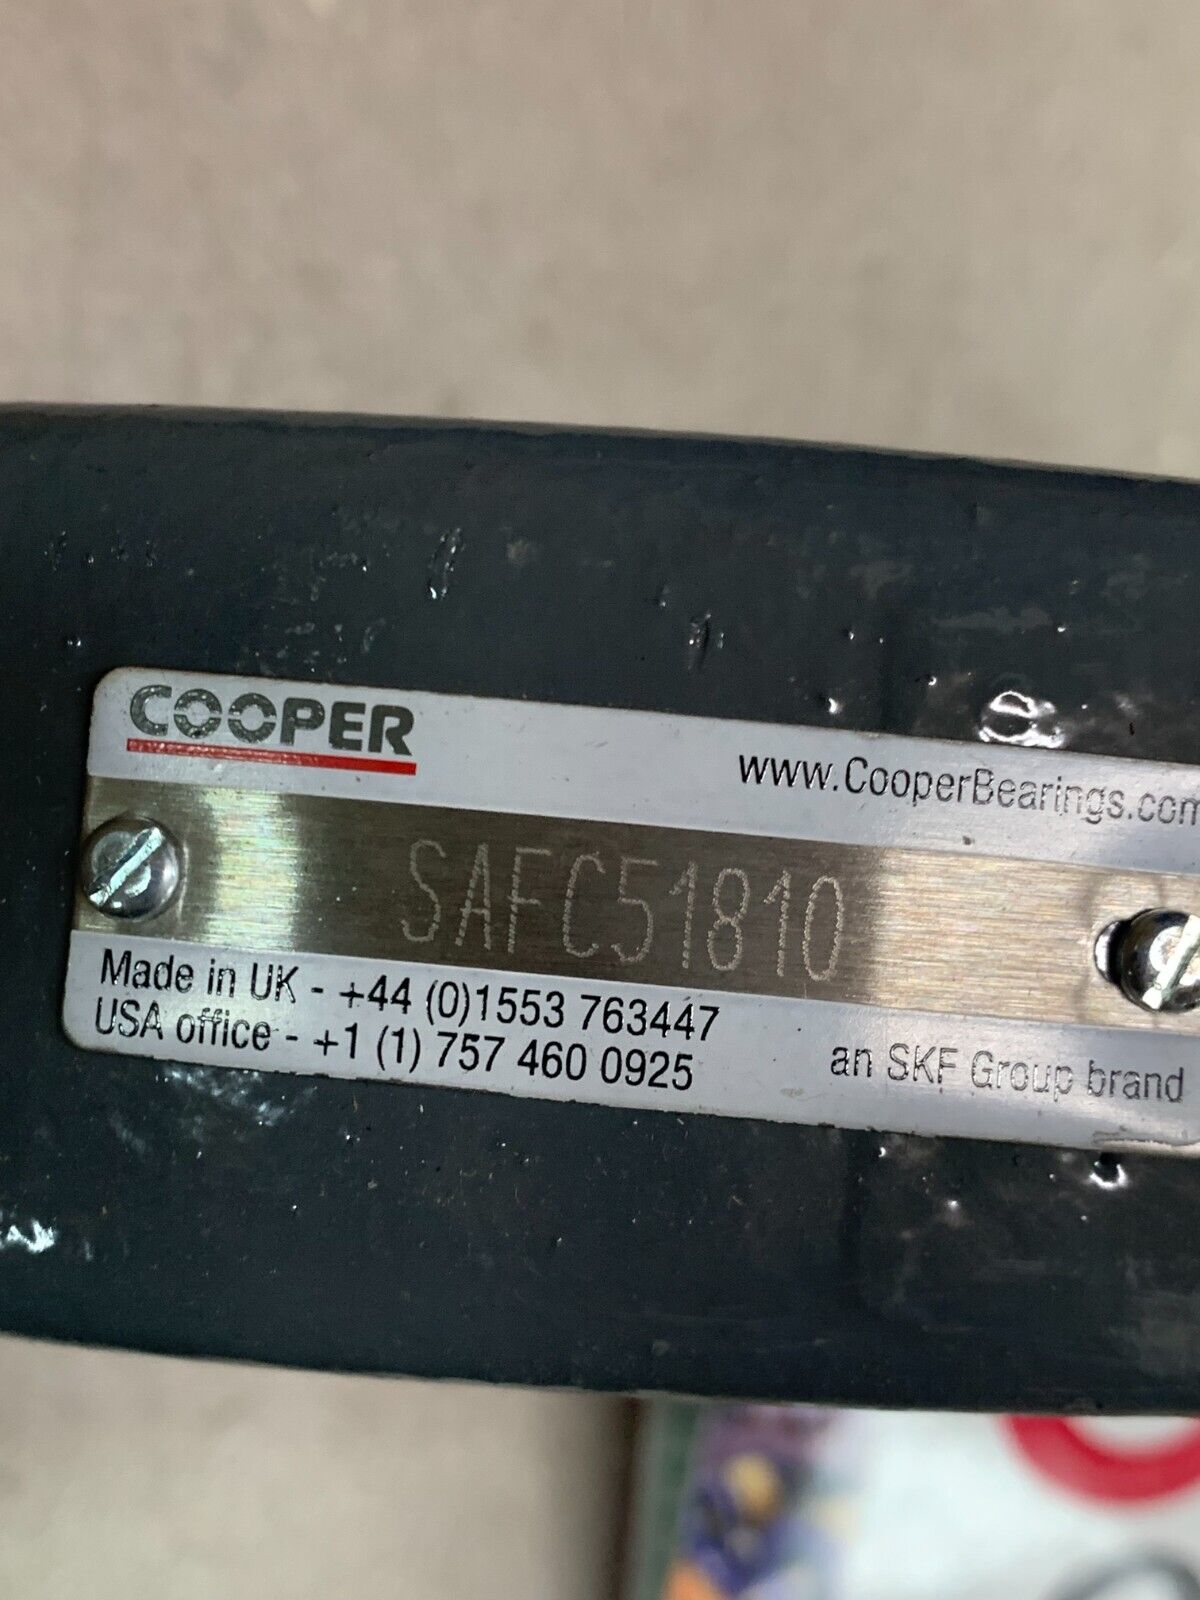 COOPER
www.CooperBearings.com
SAFC51810
Made in UK - +44 (0)1553 763447
USA office - +1 (1) 757 460 0925
an SKF Group brand